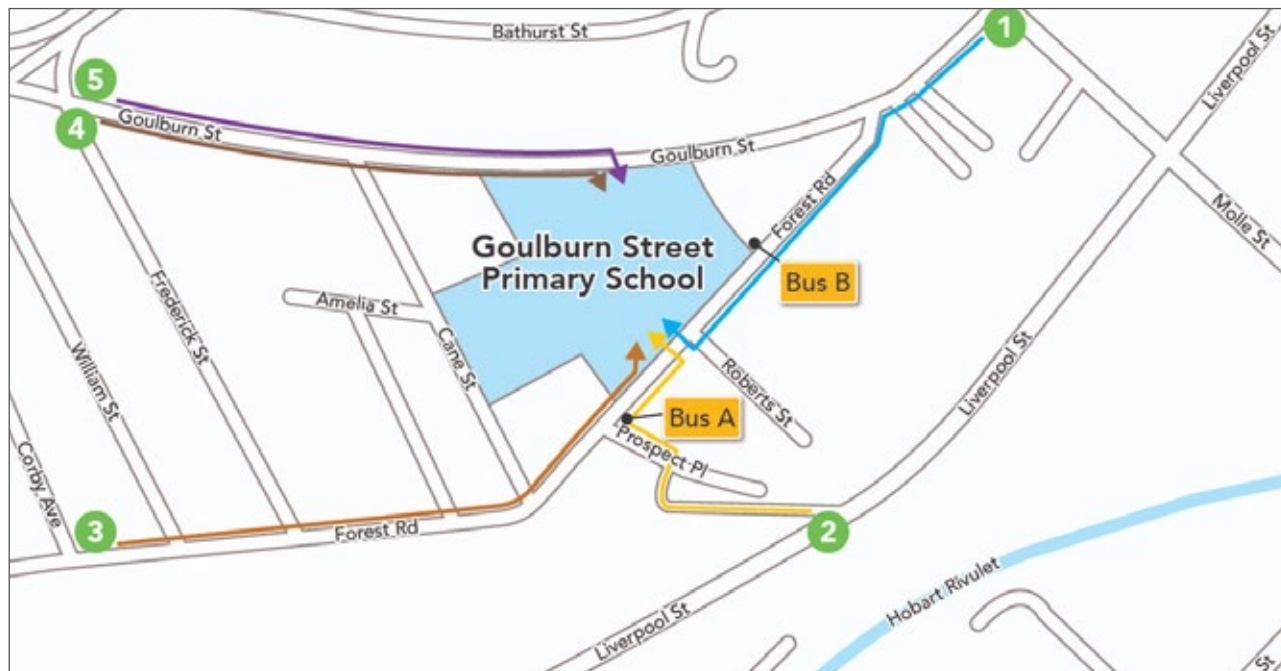 Bathurst St
1
Liverpool St
5
Goulburn St
4
Goulburn St
Molle St
Forest Rd
Goulburn Street
Primary School
Bus B
Frederick St
Amelia St
Cane St
William St
Roberts St
Liverpool St
Bus A
Prospect Pl
Corby Ave
3
Forest Rd
2
Hobart Rivulet
Liverpool St